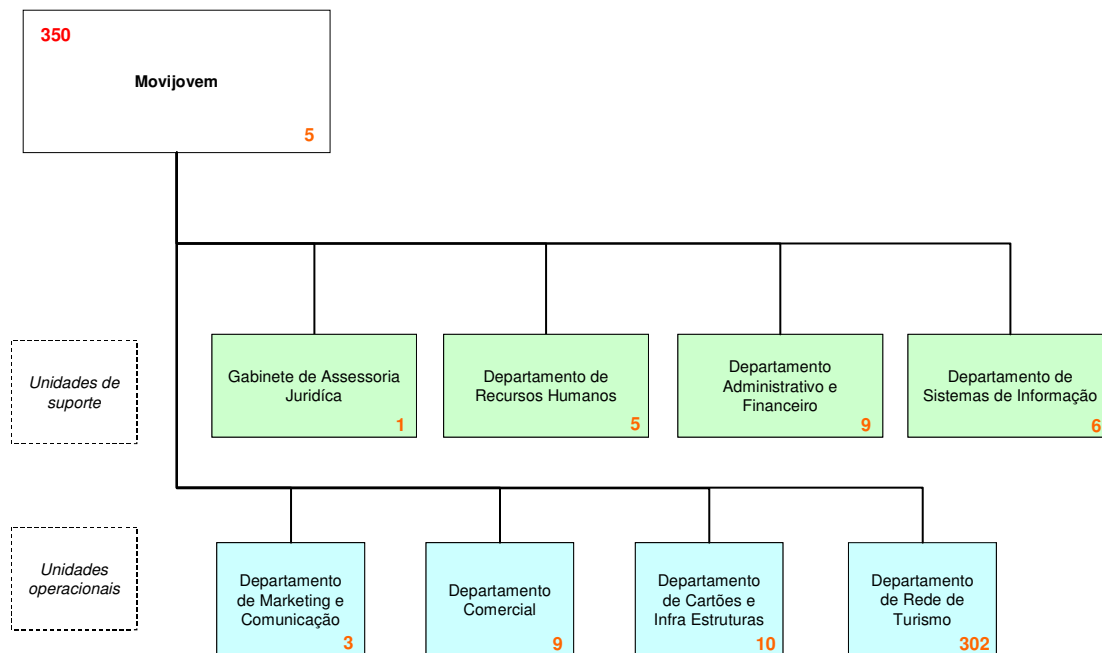 350
Movijovem
5
Unidades de
suporte
Gabinete de Assessoria
Juridíca
1
Departamento de
Recursos Humanos
5
Departamento
Administrativo e
Financeiro
9
Departamento de
Sistemas de Informação
6
Unidades
operacionais
Departamento
de Marketing e
Comunicação
3
Departamento
Comercial
9
Departamento
de Cartões e
Infra Estruturas
10
Departamento
de Rede de
Turismo
302